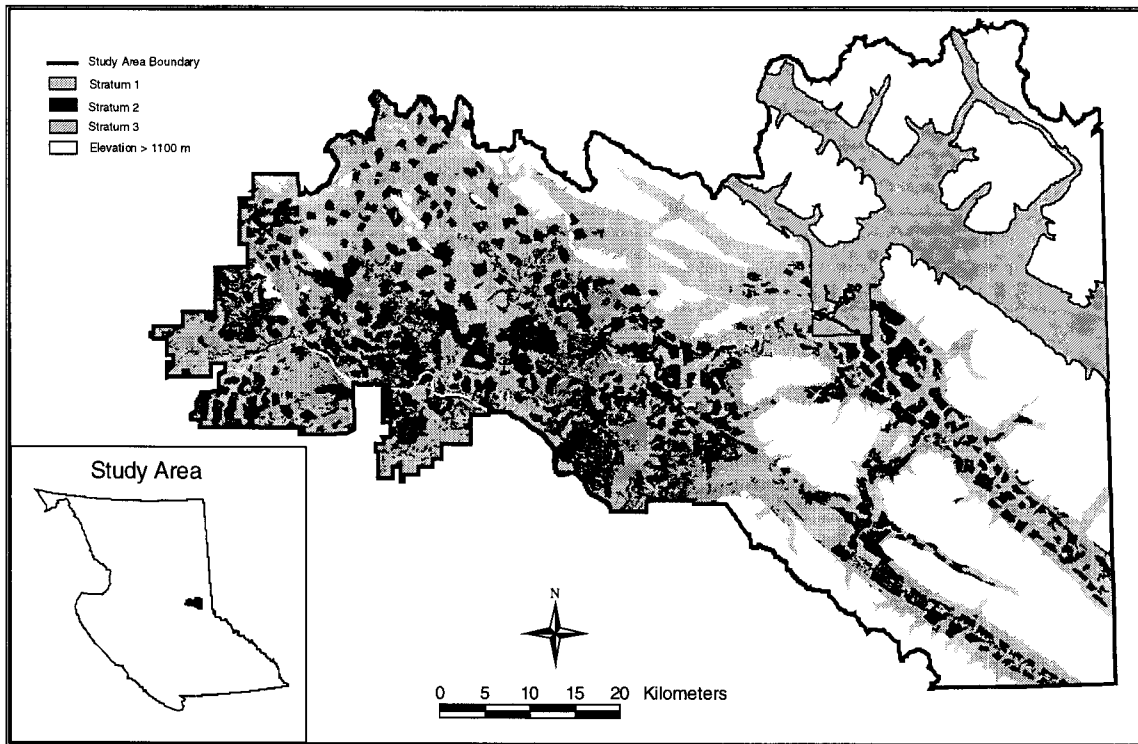 Study Area Boundary
Stratum 1
Stratum 2
Stratum 3
Elevation > 1100 m
Study Area
N
0 5 10 15 20 Kilometers